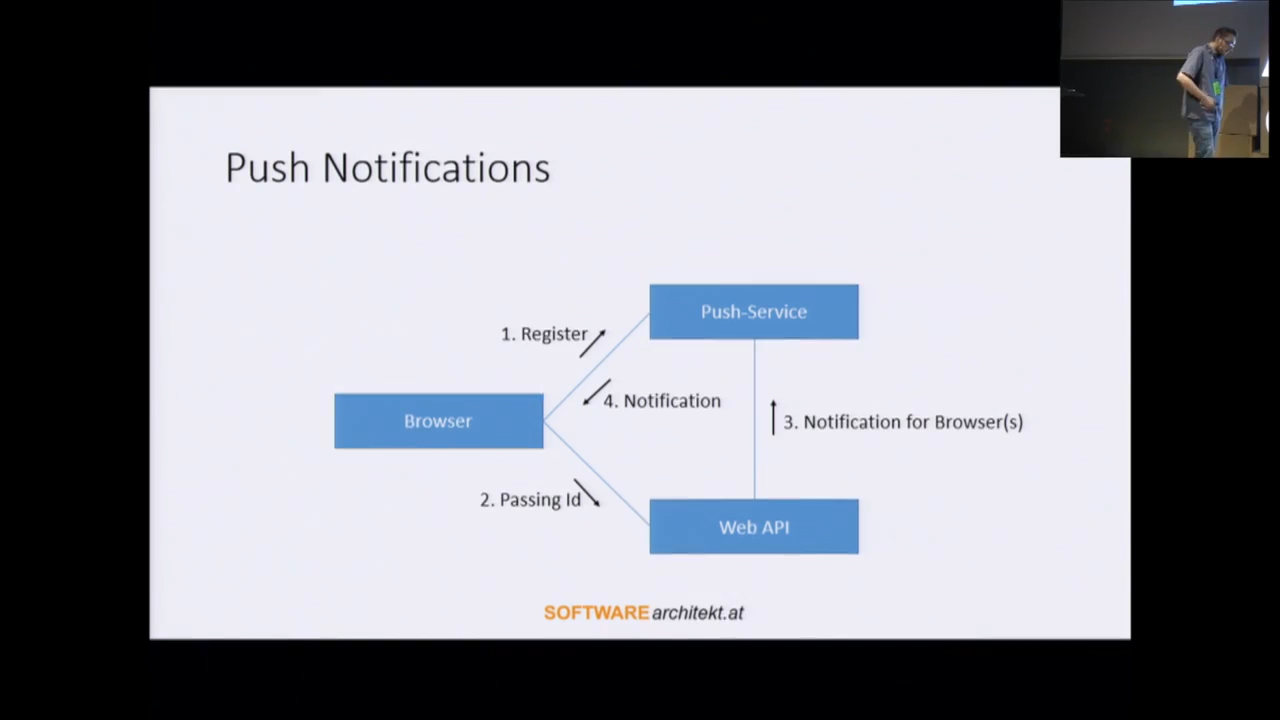 Push Notifications
Push-Service
1. Register
4. Notification
Browser
3. Notification for Browser(s)
2. Passing Id
Web API
SOFTWAREarchitekt.at